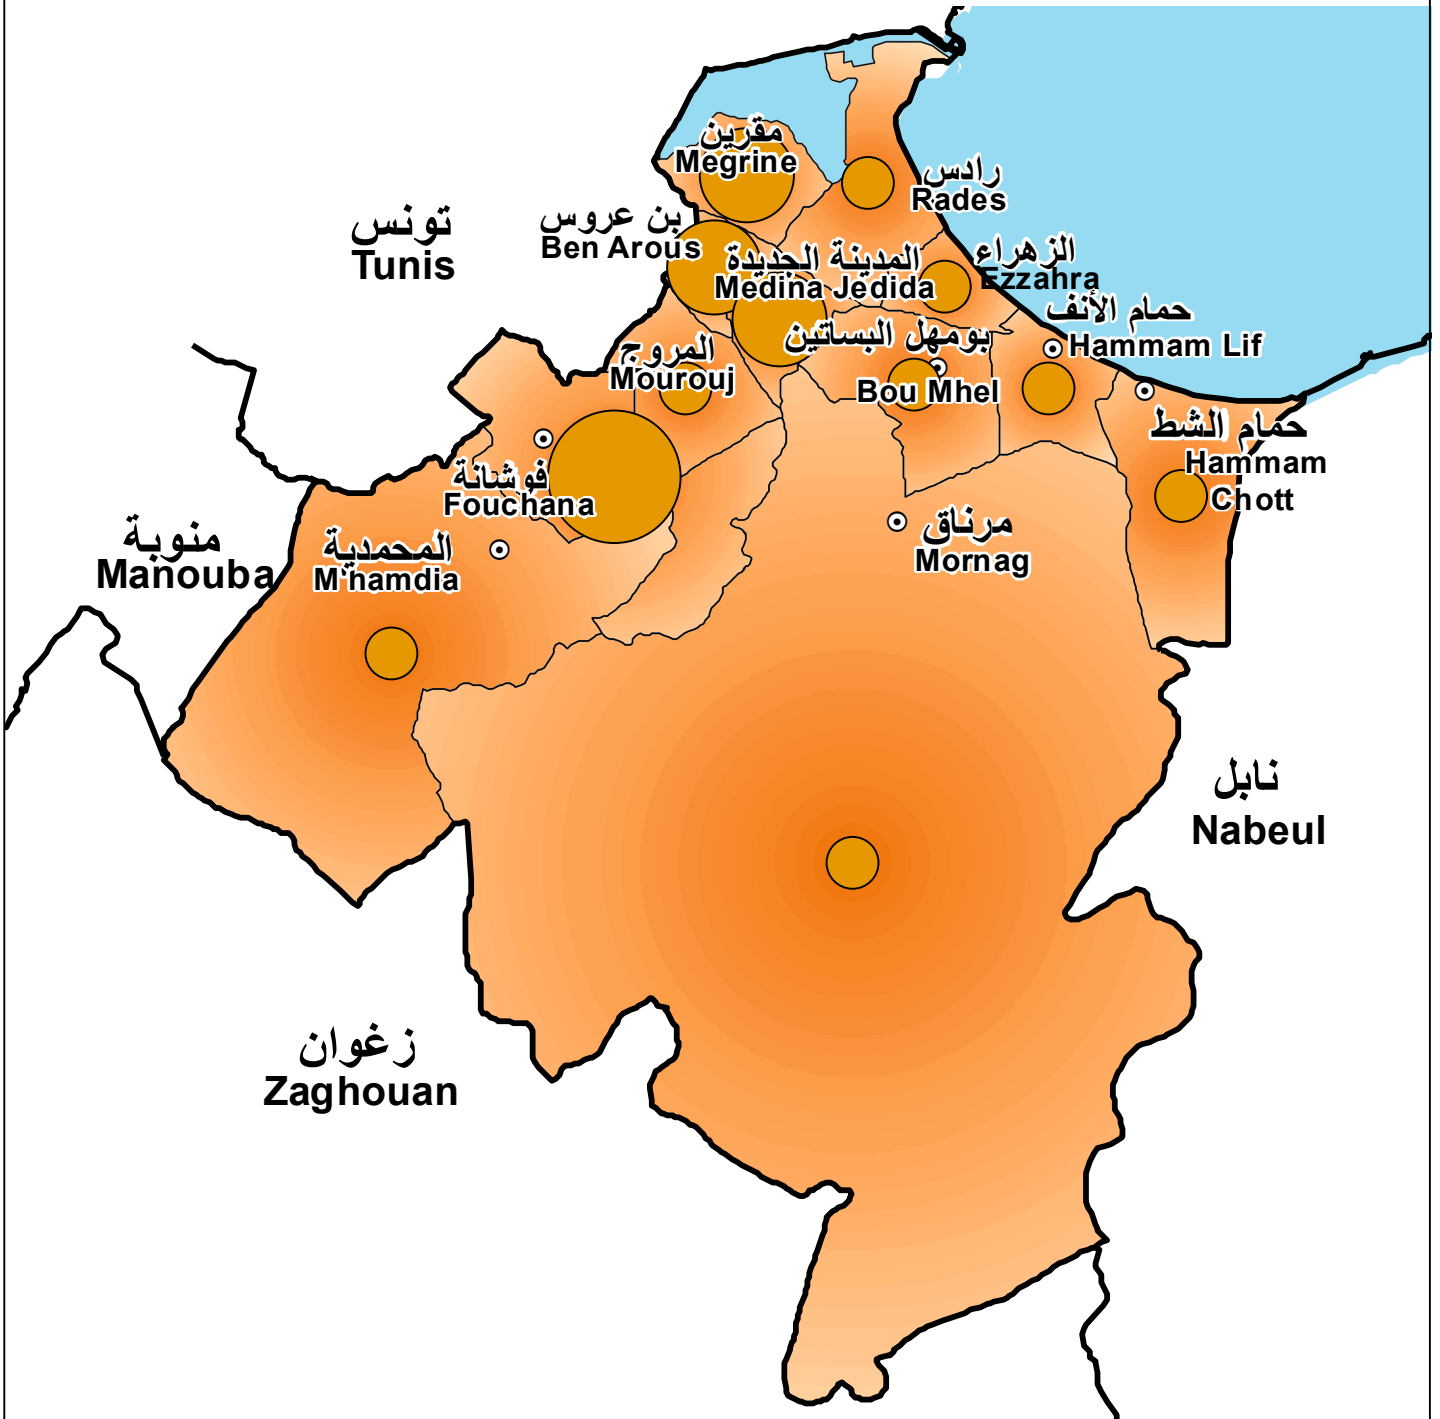 مقرين
Megrine
رادس
Rades
تونس
Tunis
بن عروس
Ben Arous
المدينة الجديدة
Medina Jedida
الزهراء
Ezzahra
حمام الأنف
Hammam Lif
المروج
Mourouj
بومهل البساتين
Bou Mhel
حمام الشط
Hammam
Chott
فوشانة
Fouchana
مرناق
Mornag
منوبة
Manouba
المحمدية
M'hamdia
نابل
Nabeul
زغوان
Zaghouan